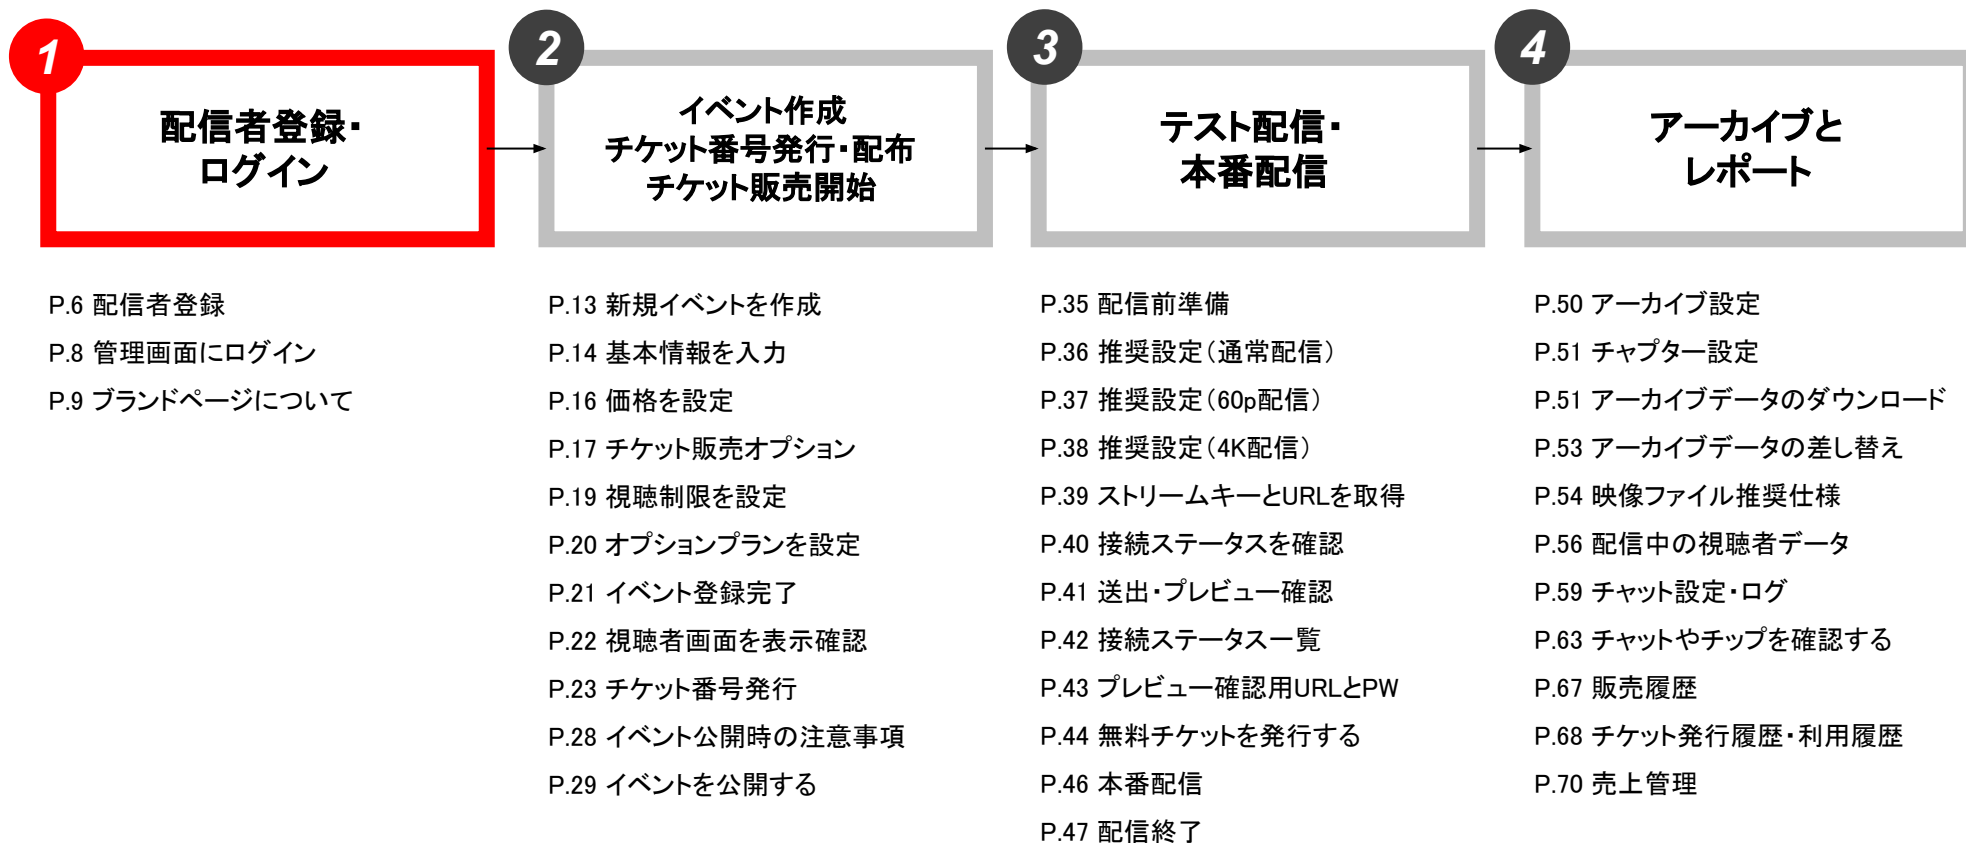 1
配信者登録・
ログイン
P.6 配信者登録
P.8 管理画面にログイン
P.9 ブランドページについて
2
イベント作成
チケット番号発行・配布
チケット販売開始
P.13 新規イベントを作成
P.14 基本情報を入力
P.16 価格を設定
P.17 チケット販売オプション
P.19 視聴制限を設定
P.20 オプションプランを設定
P.21 イベント登録完了
P.22 視聴者画面を表示確認
P.23 チケット番号発行
P.28 イベント公開時の注意事項
P.29 イベントを公開する
3
テスト配信・
本番配信
P.35 配信前準備
P.36 推奨設定（通常配信）
P.37 推奨設定（60p配信）
P.38 推奨設定（4K配信）
P.39 ストリームキーとURLを取得
P.40 接続ステータスを確認
P.41 送出・プレビュー確認
P.42 接続ステータス一覧
P.43 プレビュー確認用URLとPW
P.44 無料チケットを発行する
P.46 本番配信
P.47 配信終了
4
アーカイブと
レポート
P.50 アーカイブ設定
P.51 チャプター設定
P.51 アーカイブデータのダウンロード
P.53 アーカイブデータの差し替え
P.54 映像ファイル推奨仕様
P.56 配信中の視聴者データ
P.59 チャット設定・ログ
P.63 チャットやチップを確認する
P.67 販売履歴
P.68 チケット発行履歴・利用履歴
P.70 売上管理